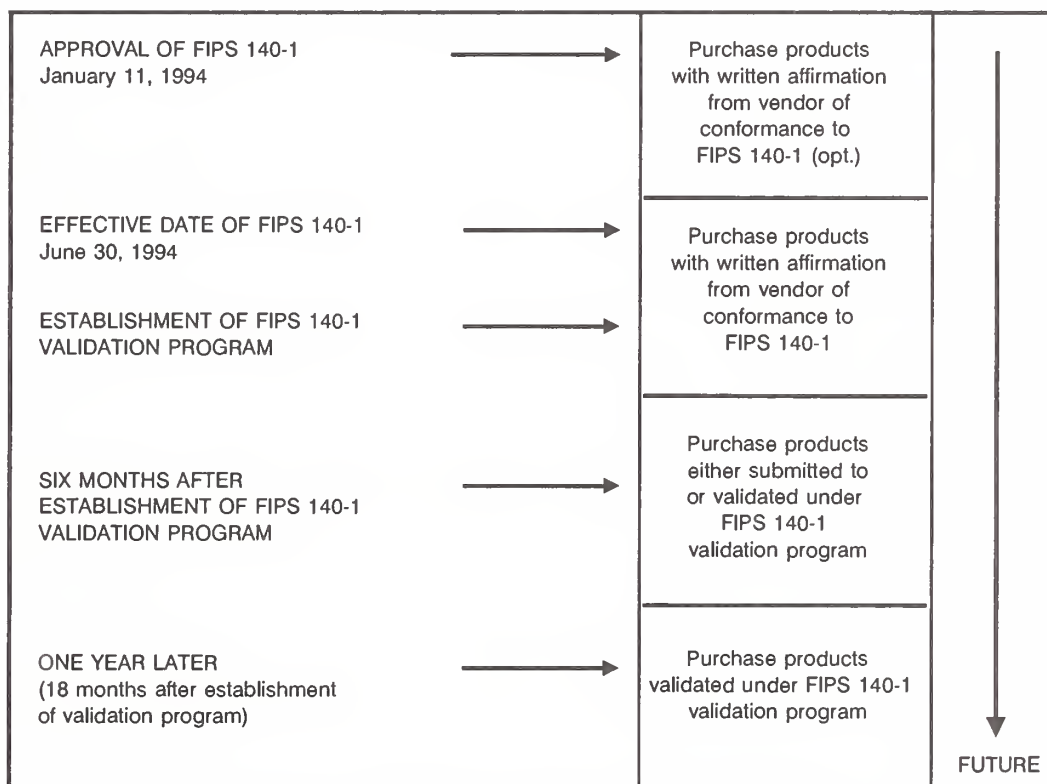 APPROVAL OF FIPS 140-1
January 11, 1994
Purchase products
with written affirmation
from vendor of
conformance to
FIPS 140-1 (opt.)
EFFECTIVE DATE OF FIPS 140-1
June 30, 1994
ESTABLISHMENT OF FIPS 140-1
VALIDATION PROGRAM
Purchase products
with written affirmation
from vendor of
conformance to
FIPS 140-1
SIX MONTHS AFTER
ESTABLISHMENT OF FIPS 140-1
VALIDATION PROGRAM
Purchase products
either submitted to
or validated under
FIPS 140-1
validation program
ONE YEAR LATER
(18 months after establishment
of validation program)
Purchase products
validated under FIPS 140-1
validation program
FUTURE